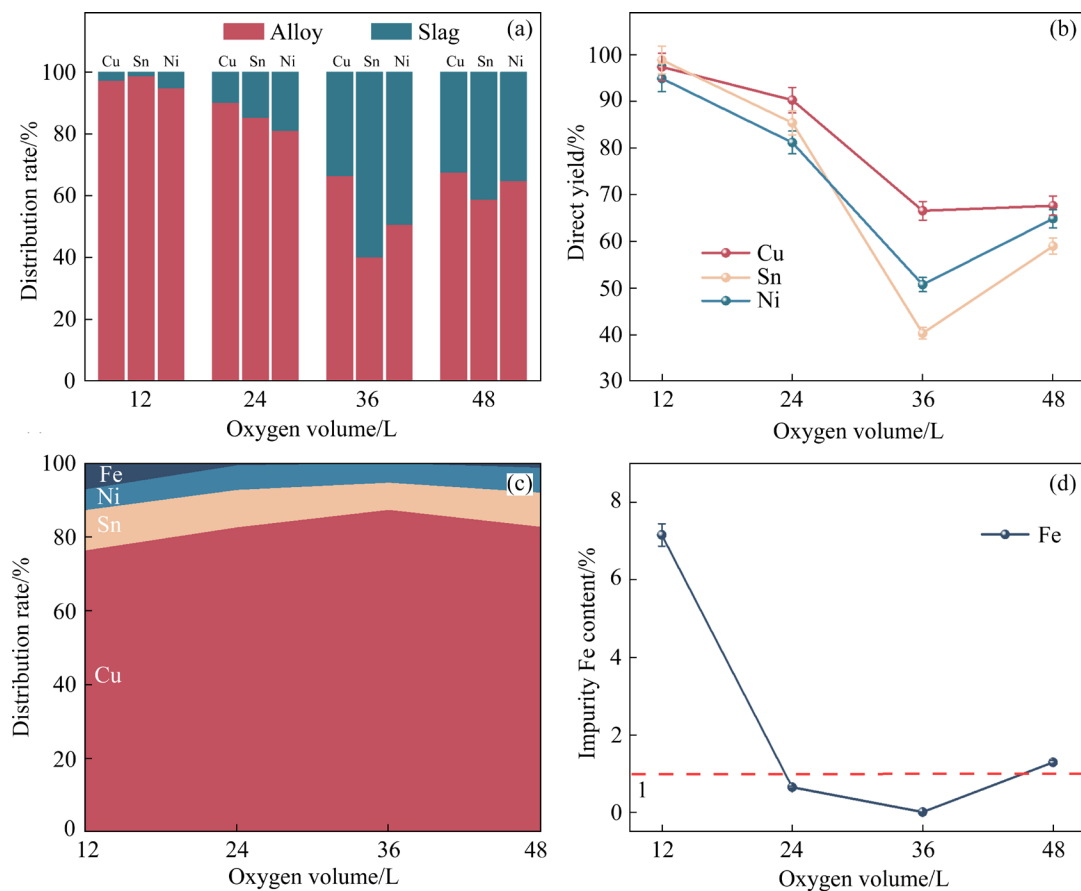 (a)
Alloy Slag
Cu Sn Ni Cu Sn Ni Cu Sn Ni Cu Sn Ni
100
80
60
40
20
0
Distribution rate/%
12 24 36 48
Oxygen volume/L
(b)
100
90
80
70
60
50
40
30
Direct yield/%
Cu
Sn
Ni
12 24 36 48
Oxygen volume/L
(c)
100
80
60
40
20
0
Distribution rate/%
Fe
Ni
Sn
Cu
12 24 36 48
Oxygen volume/L
(d)
Fe
8
6
4
2
0
1
Impurity Fe content/%
12 24 36 48
Oxygen volume/L